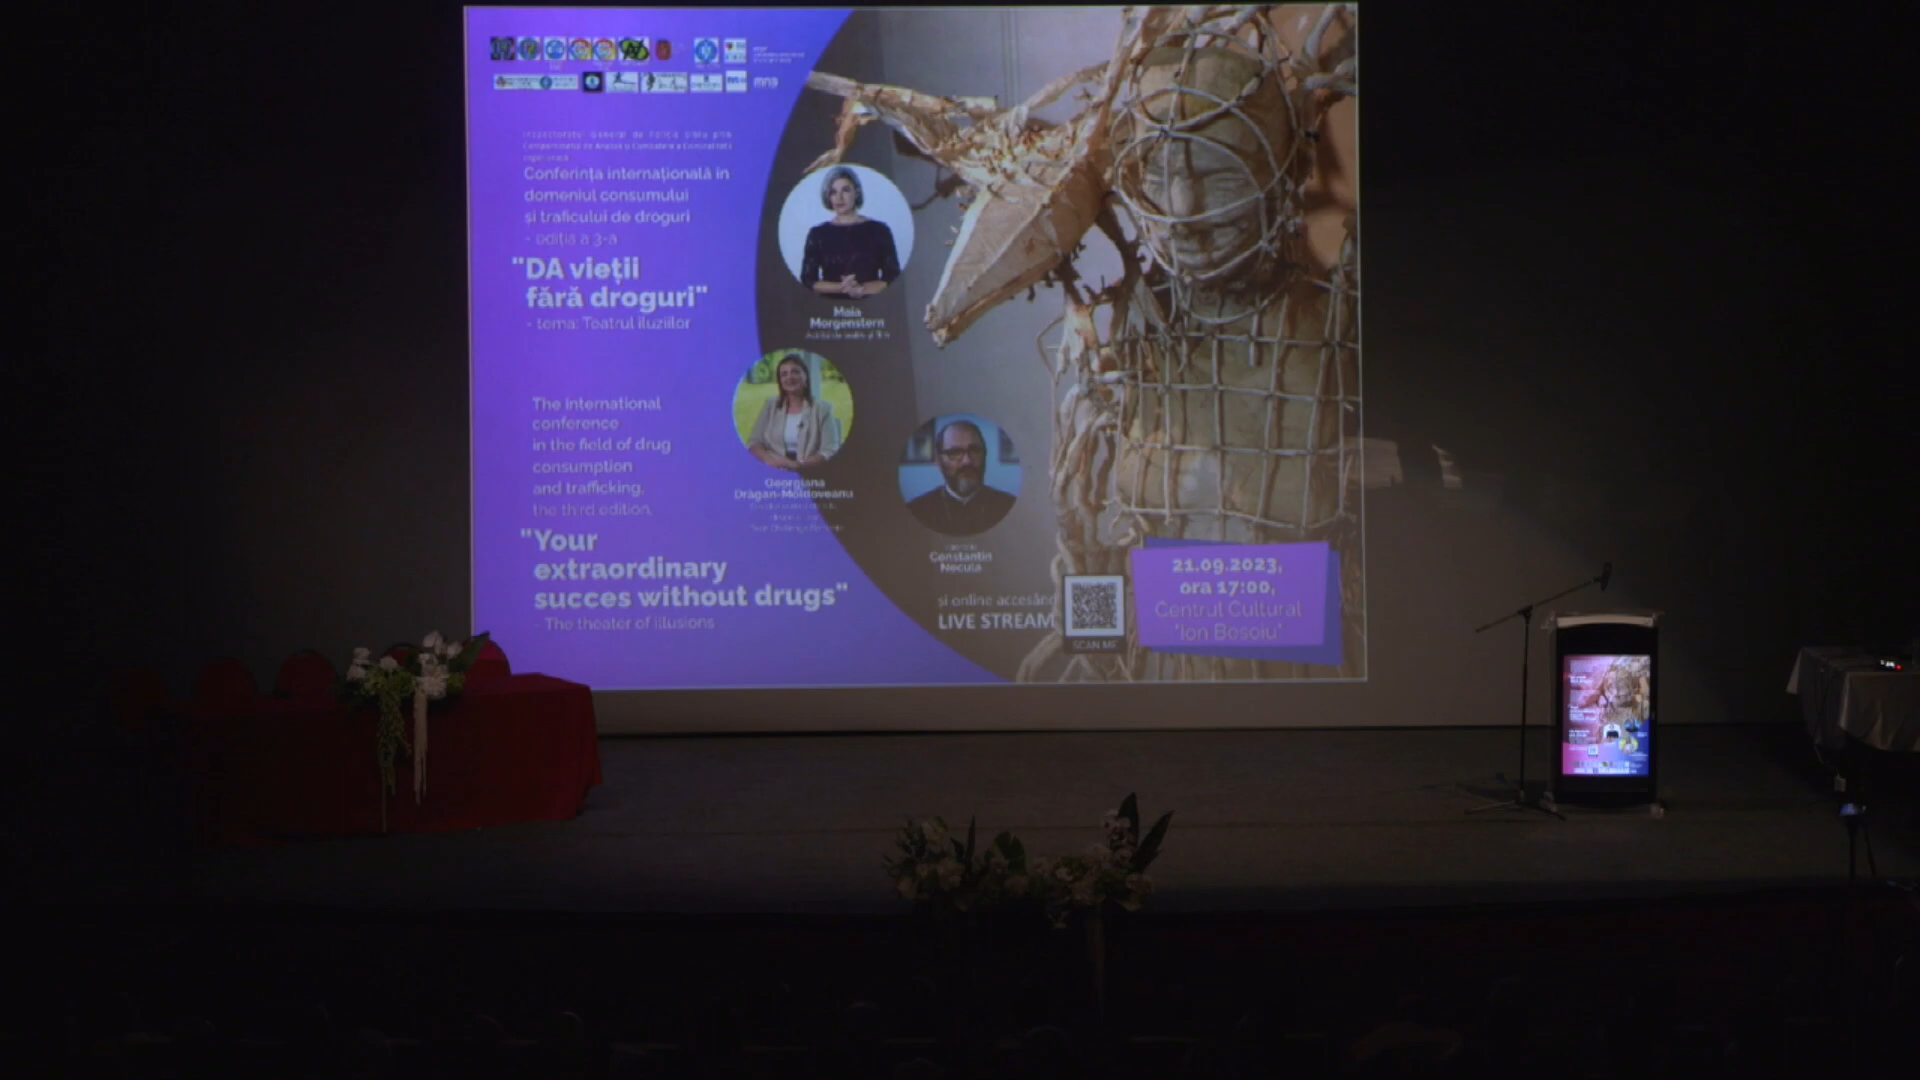 Conferința internațională în
domeniul consumului
și traficului de droguri
- ediția a 3-a
"DA vieții
fără droguri"
- tema: Teatrul iluziilor
The international
conference
in the field of drug
consumption
and trafficking,
the third edition,
"Your
extraordinary
succes without drugs"
- The theater of illusions
Maia
Morgenstern
Georgiana
Drăgan-Moldoveanu
Constantin
Necula
și online accesând
LIVE STREAM
SCAN ME
21.09.2023,
ora 17:00,
Centrul Cultural
"Ion Besoiu"